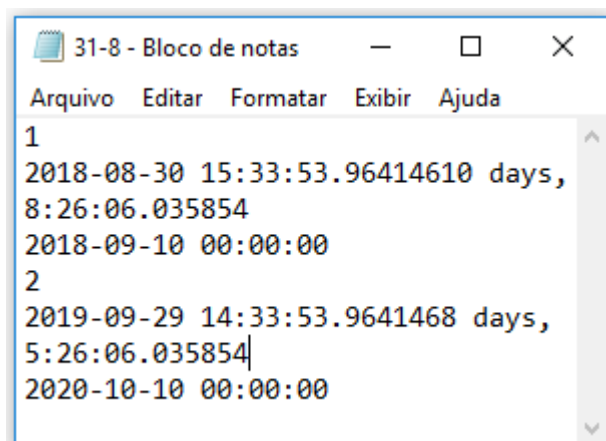 31-8 - Bloco de notas
Arquivo Editar Formatar Exibir Ajuda
1
2018-08-30 15:33:53.96414610 days,
8:26:06.035854
2018-09-10 00:00:00
2
2019-09-29 14:33:53.9641468 days,
5:26:06.035854
2020-10-10 00:00:00